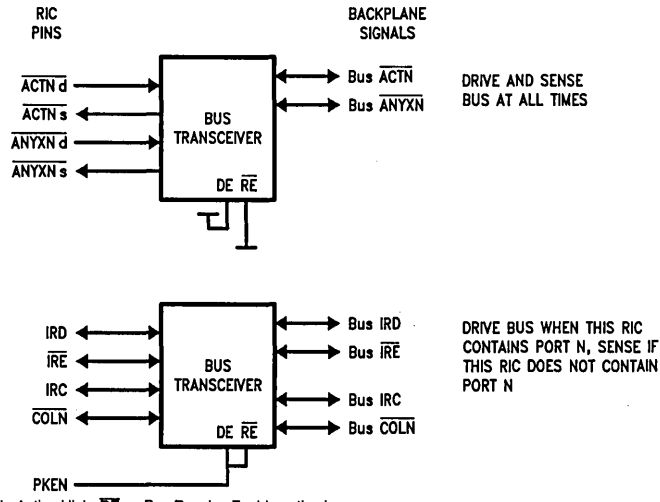 RIC
PINS
BACKPLANE
SIGNALS
ACTN d
ACTN s
ANYXN d
ANYXN s
BUS
TRANSCEIVER
DE RE
Bus ACTN
Bus ANYXN
DRIVE AND SENSE
BUS AT ALL TIMES
IRD
IRE
IRC
COLN
PKEN
BUS
TRANSCEIVER
DE RE
Bus IRD
Bus IRE
Bus IRC
Bus COLN
DRIVE BUS WHEN THIS RIC
CONTAINS PORT N, SENSE IF
THIS RIC DOES NOT CONTAIN
PORT N